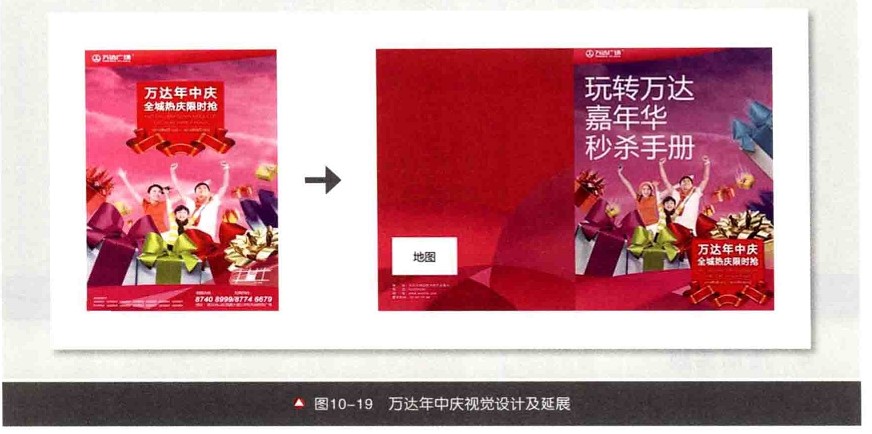 万达广场
万达年中庆
全城热庆限时抢
8740 8999/8774 6679
万达广场
玩转万达
嘉年华
秒杀手册
万达年中庆
全城热庆限时抢
地图
图10-19 万达年中庆视觉设计及延展